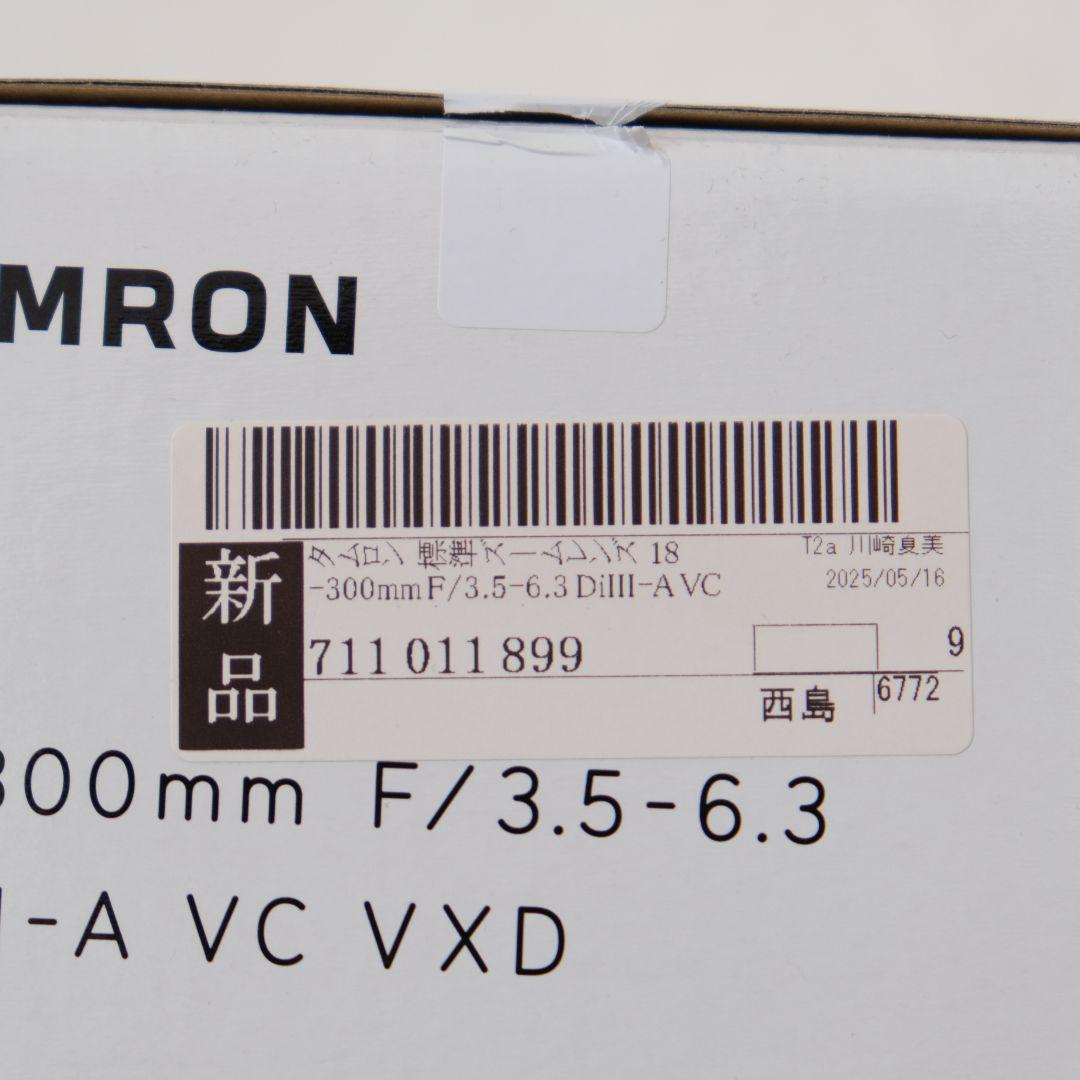 MRON
タムロン 標準ズームレンズ 18
-300mm F/3.5-6.3 DiIII-A VC
T2a 川崎夏美
2025/05/16
新品
711 011 899
9
西島
6772
300mm F/3.5-6.3
I-A VC VXD